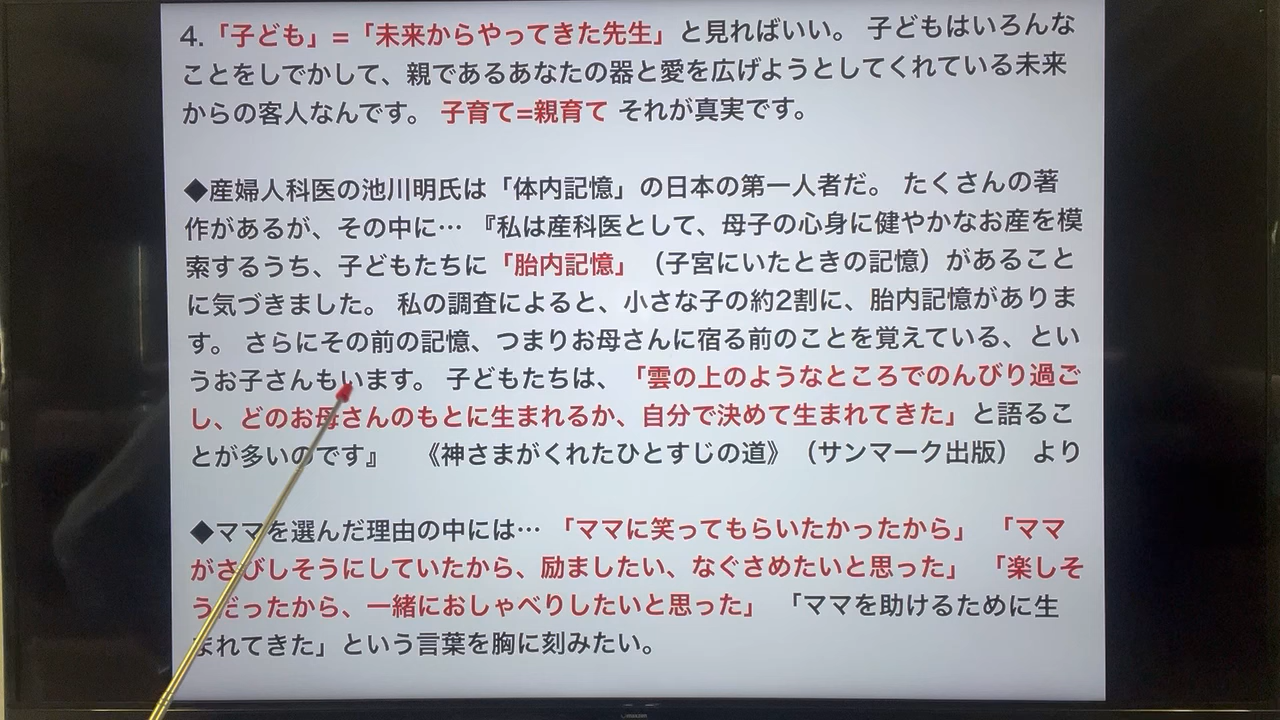 4.「子ども」=「未来からやってきた先生」と見ればいい。 子どもはいろんな
ことをしでかして、親であるあなたの器と愛を広げようとしてくれている未来
からの客人なんです。 子育て=親育て それが真実です。
◆産婦人科医の池川明氏は「体内記憶」の日本の第一人者だ。 たくさんの著
作があるが、その中に… 『私は産科医として、母子の心身に健やかなお産を模
索するうち、子どもたちに「胎内記憶」（子宮にいたときの記憶）があること
に気づきました。 私の調査によると、小さな子の約2割に、胎内記憶がありま
す。 さらにその前の記憶、つまりお母さんに宿る前のことを覚えている、とい
うお子さんもいます。 子どもたちは、「雲の上のようなところでのんびり過ご
し、どのお母さんのもとに生まれるか、自分で決めて生まれてきた」と語るこ
とが多いのです』 《神さまがくれたひとすじの道》（サンマーク出版） より
◆ママを選んだ理由の中には… 「ママに笑ってもらいたかったから」 「ママ
がさびしそうにしていたから、励ましたい、なぐさめたいと思った」 「楽しそ
うだったから、一緒におしゃべりしたいと思った」 「ママを助けるために生
まれてきた」という言葉を胸に刻みたい。